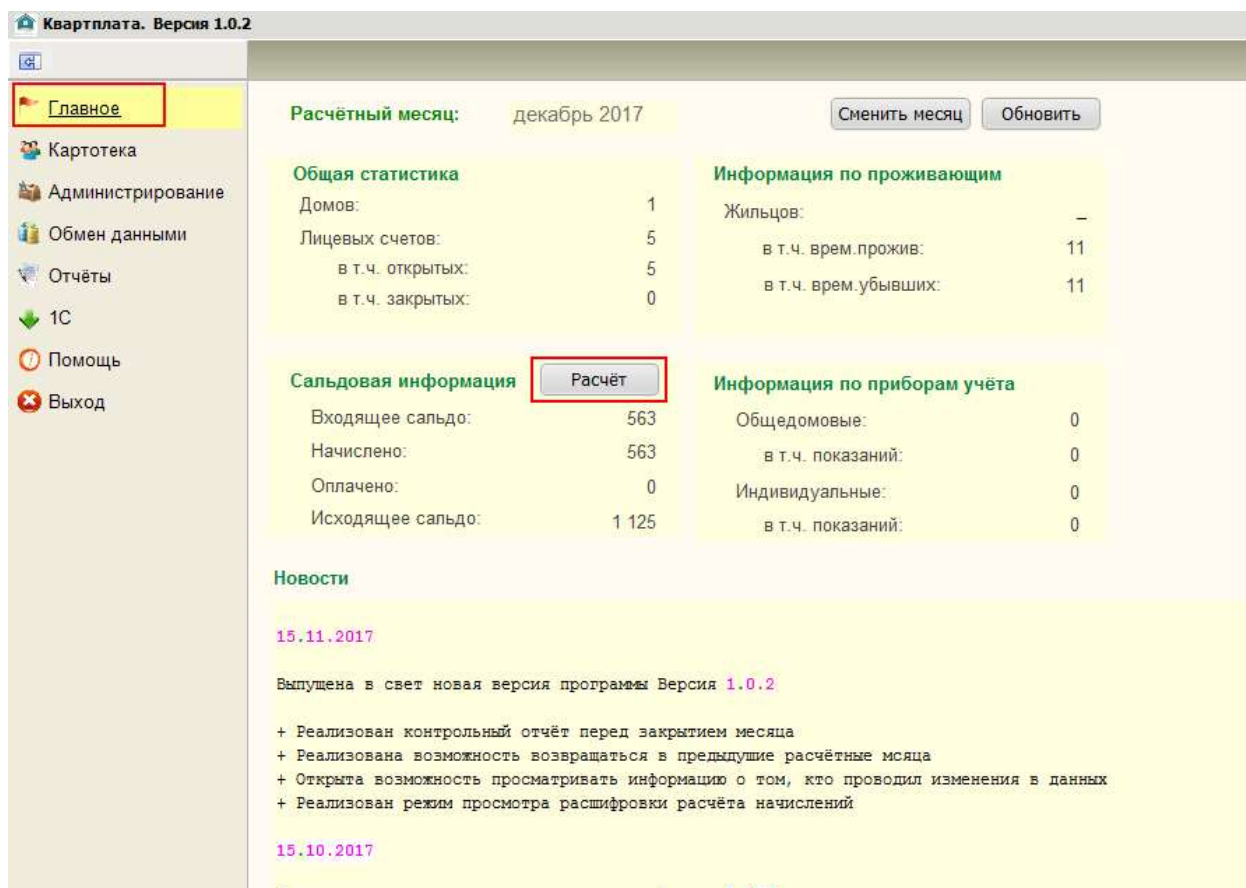 Квартплата. Версия 1.0.2
Главное
Картотека
Администрирование
Обмен данными
Отчёты
1С
Помощь
Выход
Расчётный месяц: декабрь 2017 Сменить месяц Обновить
Общая статистика
Домов: 1
Лицевых счетов: 5
в т.ч. открытых: 5
в т.ч. закрытых: 0
Информация по проживающим
Жильцов: _
в т.ч. врем.прожив: 11
в т.ч. врем.убывших: 11
Сальдовая информация Расчёт
Входящее сальдо: 563
Начислено: 563
Оплачено: 0
Исходящее сальдо: 1 125
Информация по приборам учёта
Общедомовые: 0
в т.ч. показаний: 0
Индивидуальные: 0
в т.ч. показаний: 0
Новости
15.11.2017
Выпущена в свет новая версия программы Версия 1.0.2
+ Реализован контрольный отчёт перед закрытием месяца
+ Реализована возможность возвращаться в предыдущие расчётные мсяца
+ Открыта возможность просматривать информацию о том, кто проводил изменения в данных
+ Реализован режим просмотра расшифровки расчёта начислений
15.10.2017